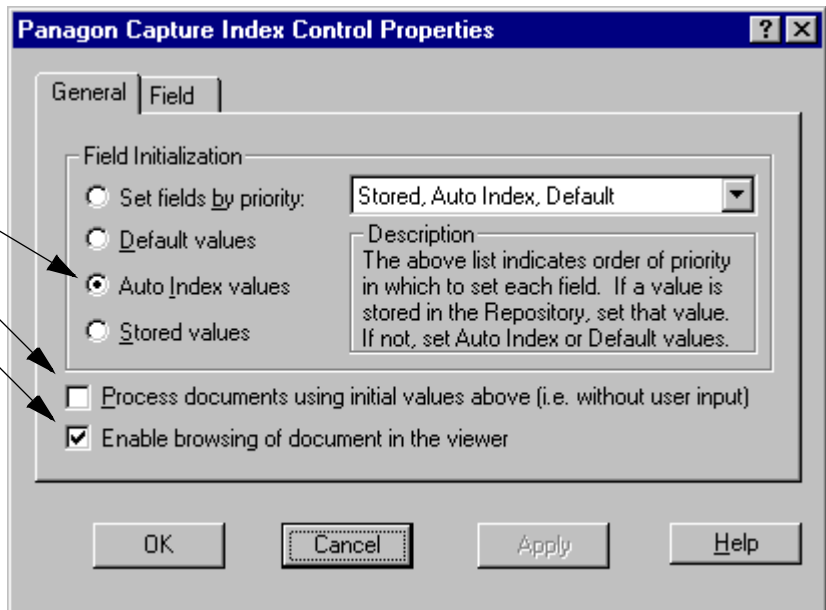 Panagon Capture Index Control Properties
General
Field
Field Initialization
Set fields by priority:
Stored, Auto Index, Default
Default values
Auto Index values
Stored values
Description
The above list indicates order of priority
in which to set each field. If a value is
stored in the Repository, set that value.
If not, set Auto Index or Default values.
Process documents using initial values above (i.e. without user input)
Enable browsing of document in the viewer
OK
Cancel
Apply
Help